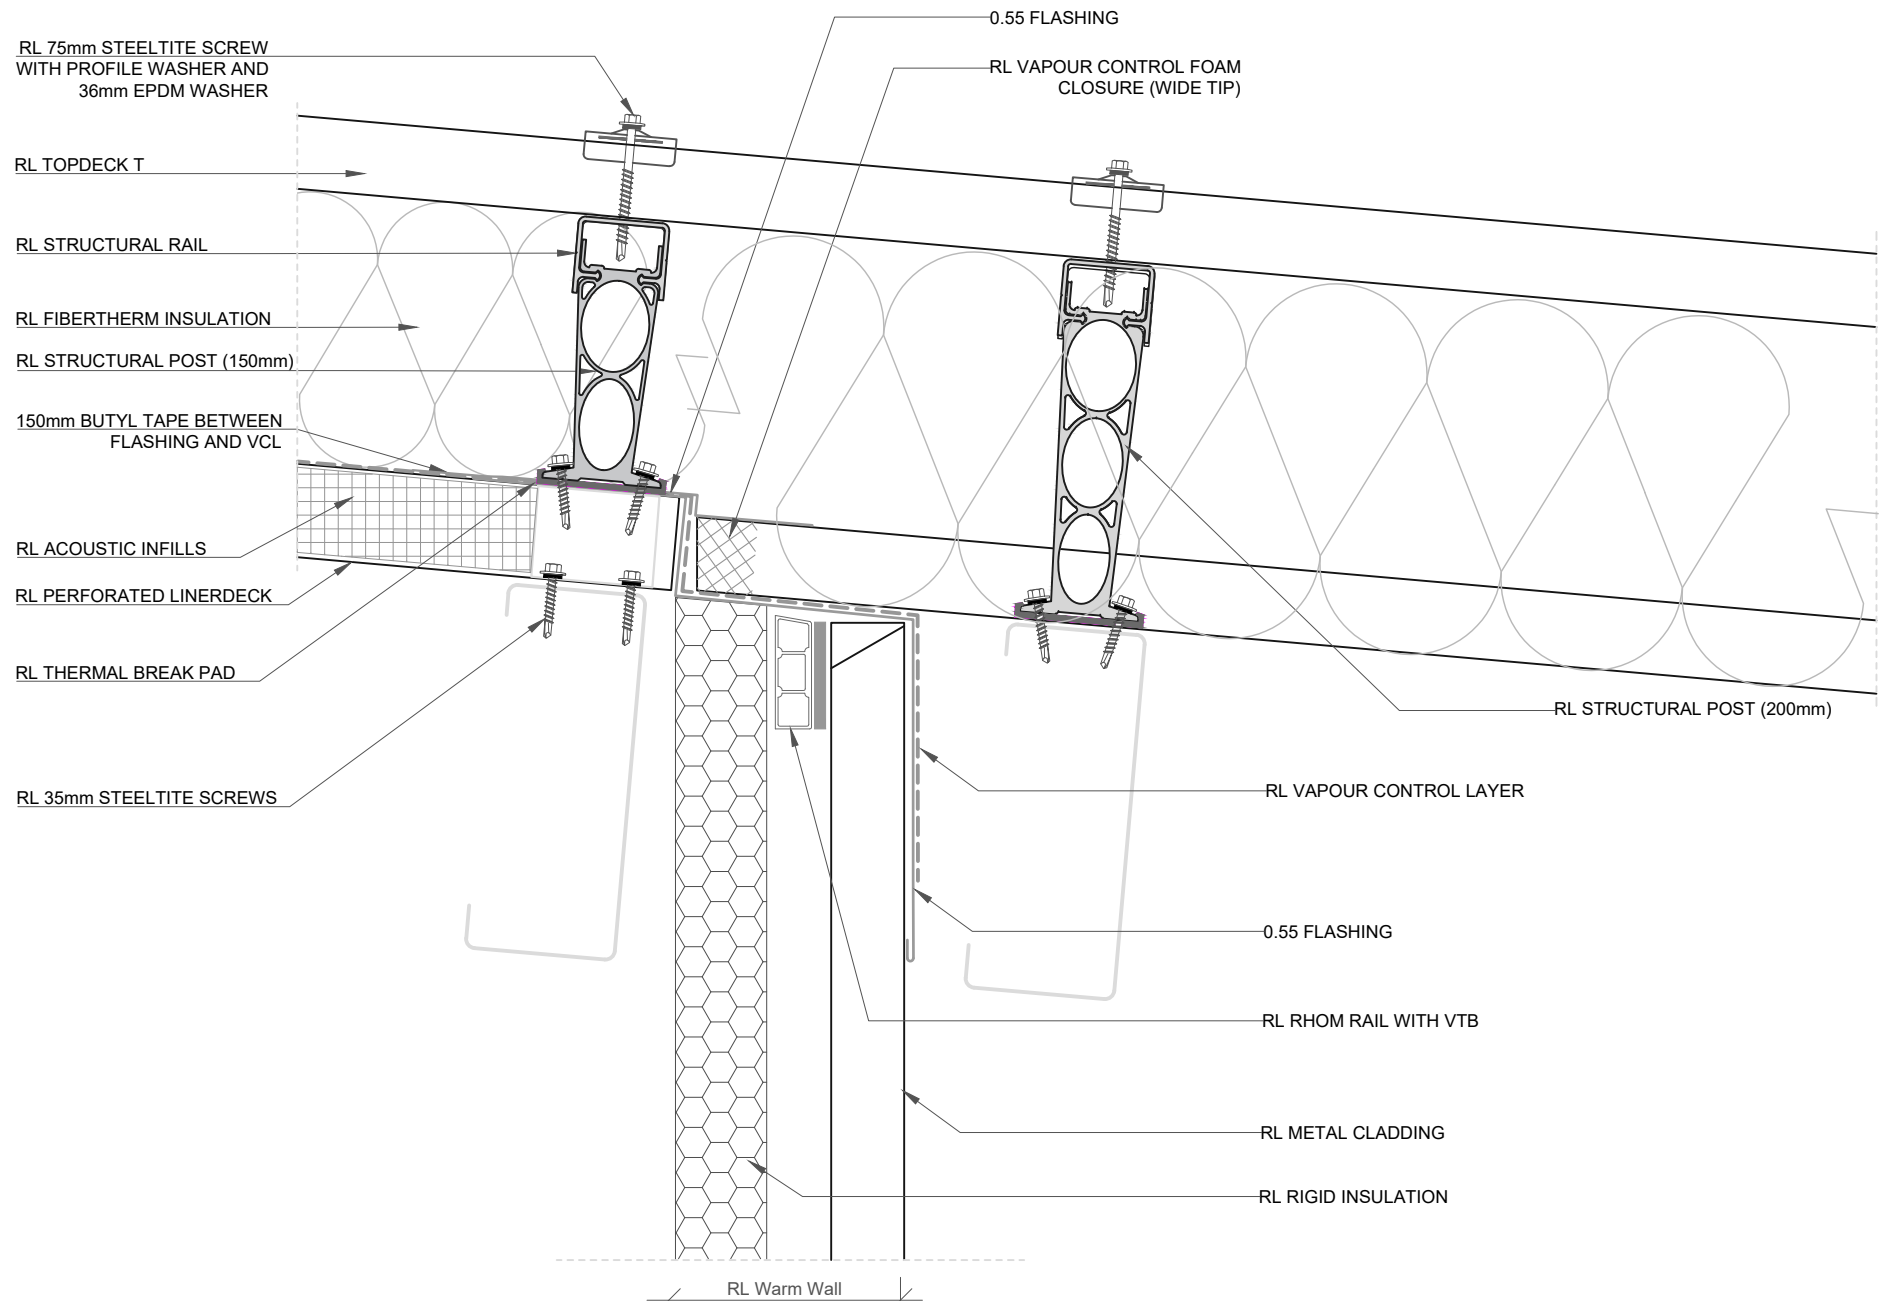 0.55 FLASHING
RL 75mm STEELTITE SCREW
WITH PROFILE WASHER AND
36mm EPDM WASHER
RL VAPOUR CONTROL FOAM
CLOSURE (WIDE TIP)
RL TOPDECK T
RL STRUCTURAL RAIL
RL FIBERTHERM INSULATION
RL STRUCTURAL POST (150mm)
150mm BUTYL TAPE BETWEEN
FLASHING AND VCL
RL ACOUSTIC INFILLS
RL PERFORATED LINERDECK
RL THERMAL BREAK PAD
RL STRUCTURAL POST (200mm)
RL 35mm STEELTITE SCREWS
RL VAPOUR CONTROL LAYER
0.55 FLASHING
RL RHOM RAIL WITH VTB
RL METAL CLADDING
RL RIGID INSULATION
RL Warm Wall